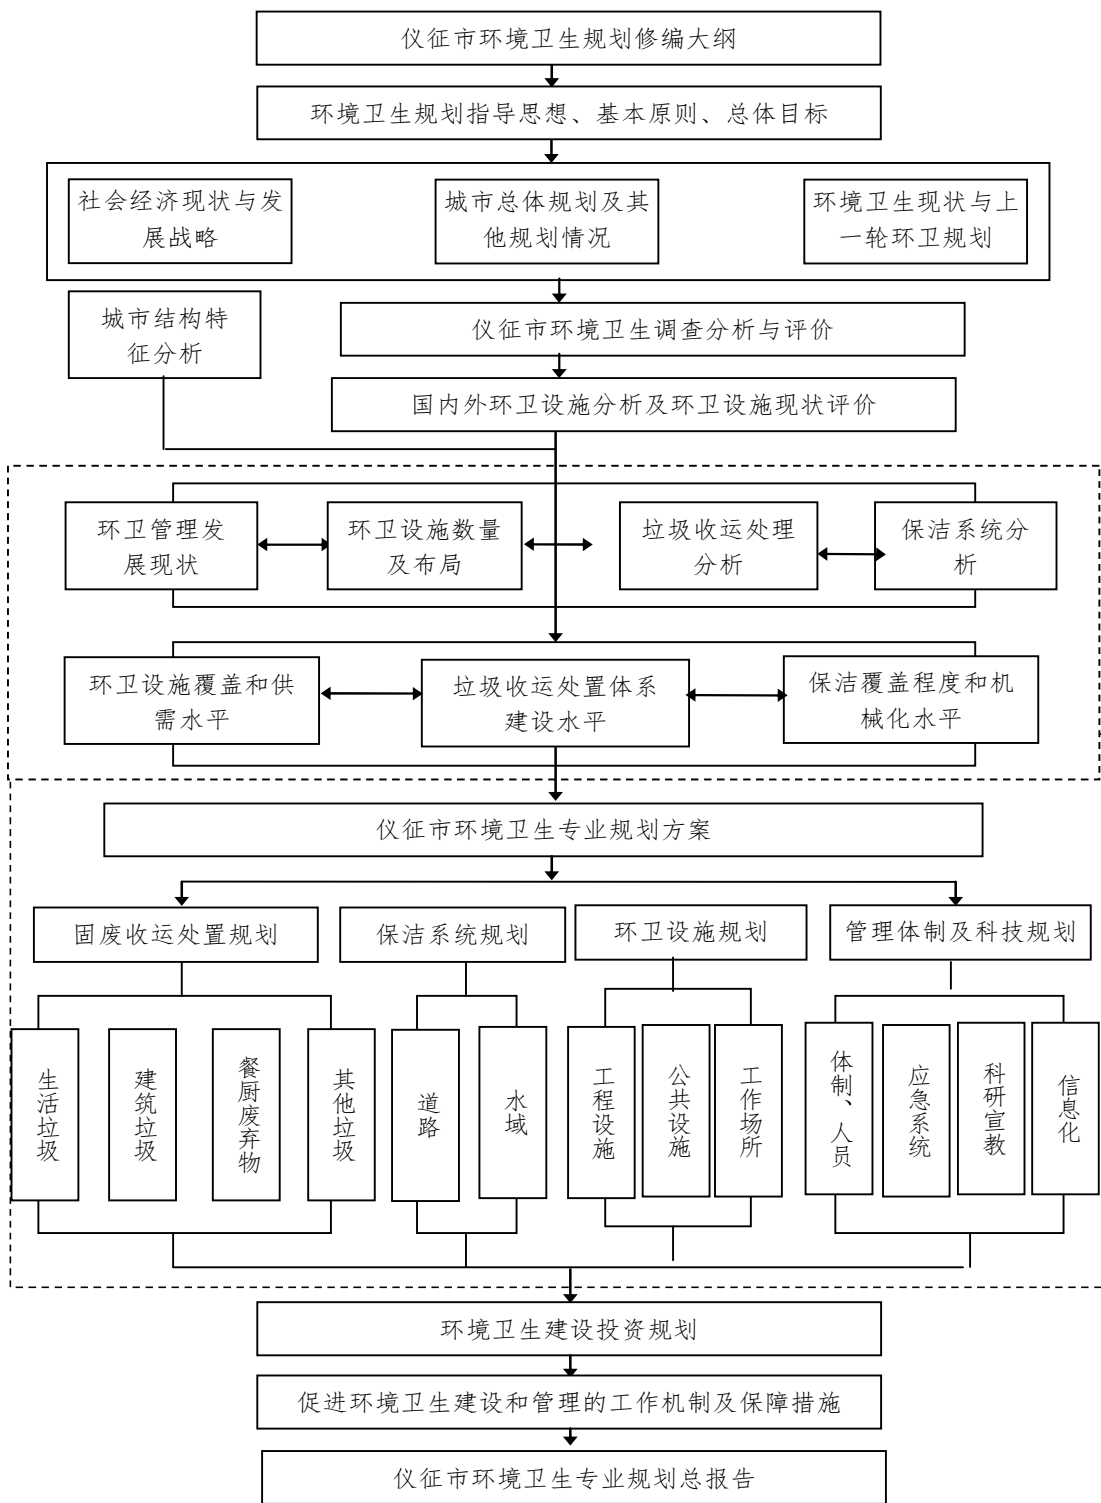 仪征市环境卫生规划修编大纲
环境卫生规划指导思想、基本原则、总体目标
社会经济现状与发
展战略
城市总体规划及其
他规划情况
环境卫生现状与上
一轮环卫规划
城市结构特
征分析
仪征市环境卫生调查分析与评价
国内外环卫设施分析及环卫设施现状评价
环卫管理发
展现状
环卫设施数量
及布局
垃圾收运处理
分析
保洁系统分
析
环卫设施覆盖和供
需水平
垃圾收运处置体系
建设水平
保洁覆盖程度和机
械化水平
仪征市环境卫生专业规划方案
固废收运处置规划
保洁系统规划
环卫设施规划
管理体制及科技规划
生活垃圾
建筑垃圾
餐厨废弃物
其他垃圾
道路
水域
工程设施
公共设施
工作场所
体制、人员
应急系统
科研宣教
信息化
环境卫生建设投资规划
促进环境卫生建设和管理的工作机制及保障措施
仪征市环境卫生专业规划总报告